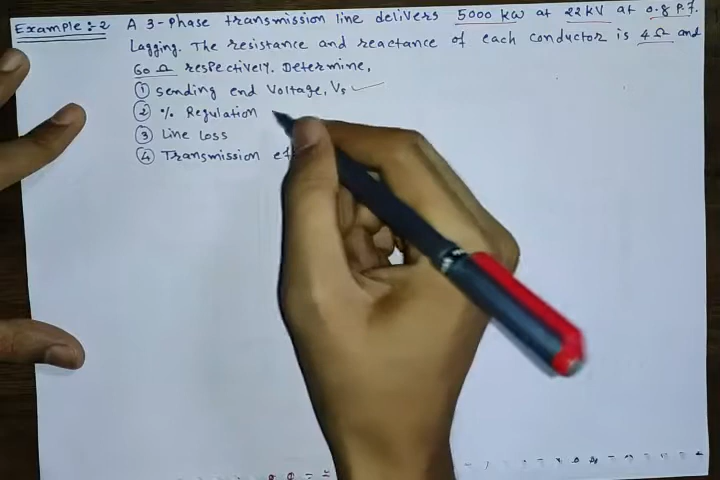 Example:-2 A 3-Phase transmission line delivers 5000 kW at 22 kV at 0.8 P.f.
Lagging. The resistance and reactance of each conductor is 4 Ω and
60 Ω respectively. Determine,
① Sending end Voltage, Vs
② % Regulation
③ Line Loss
④ Transmission